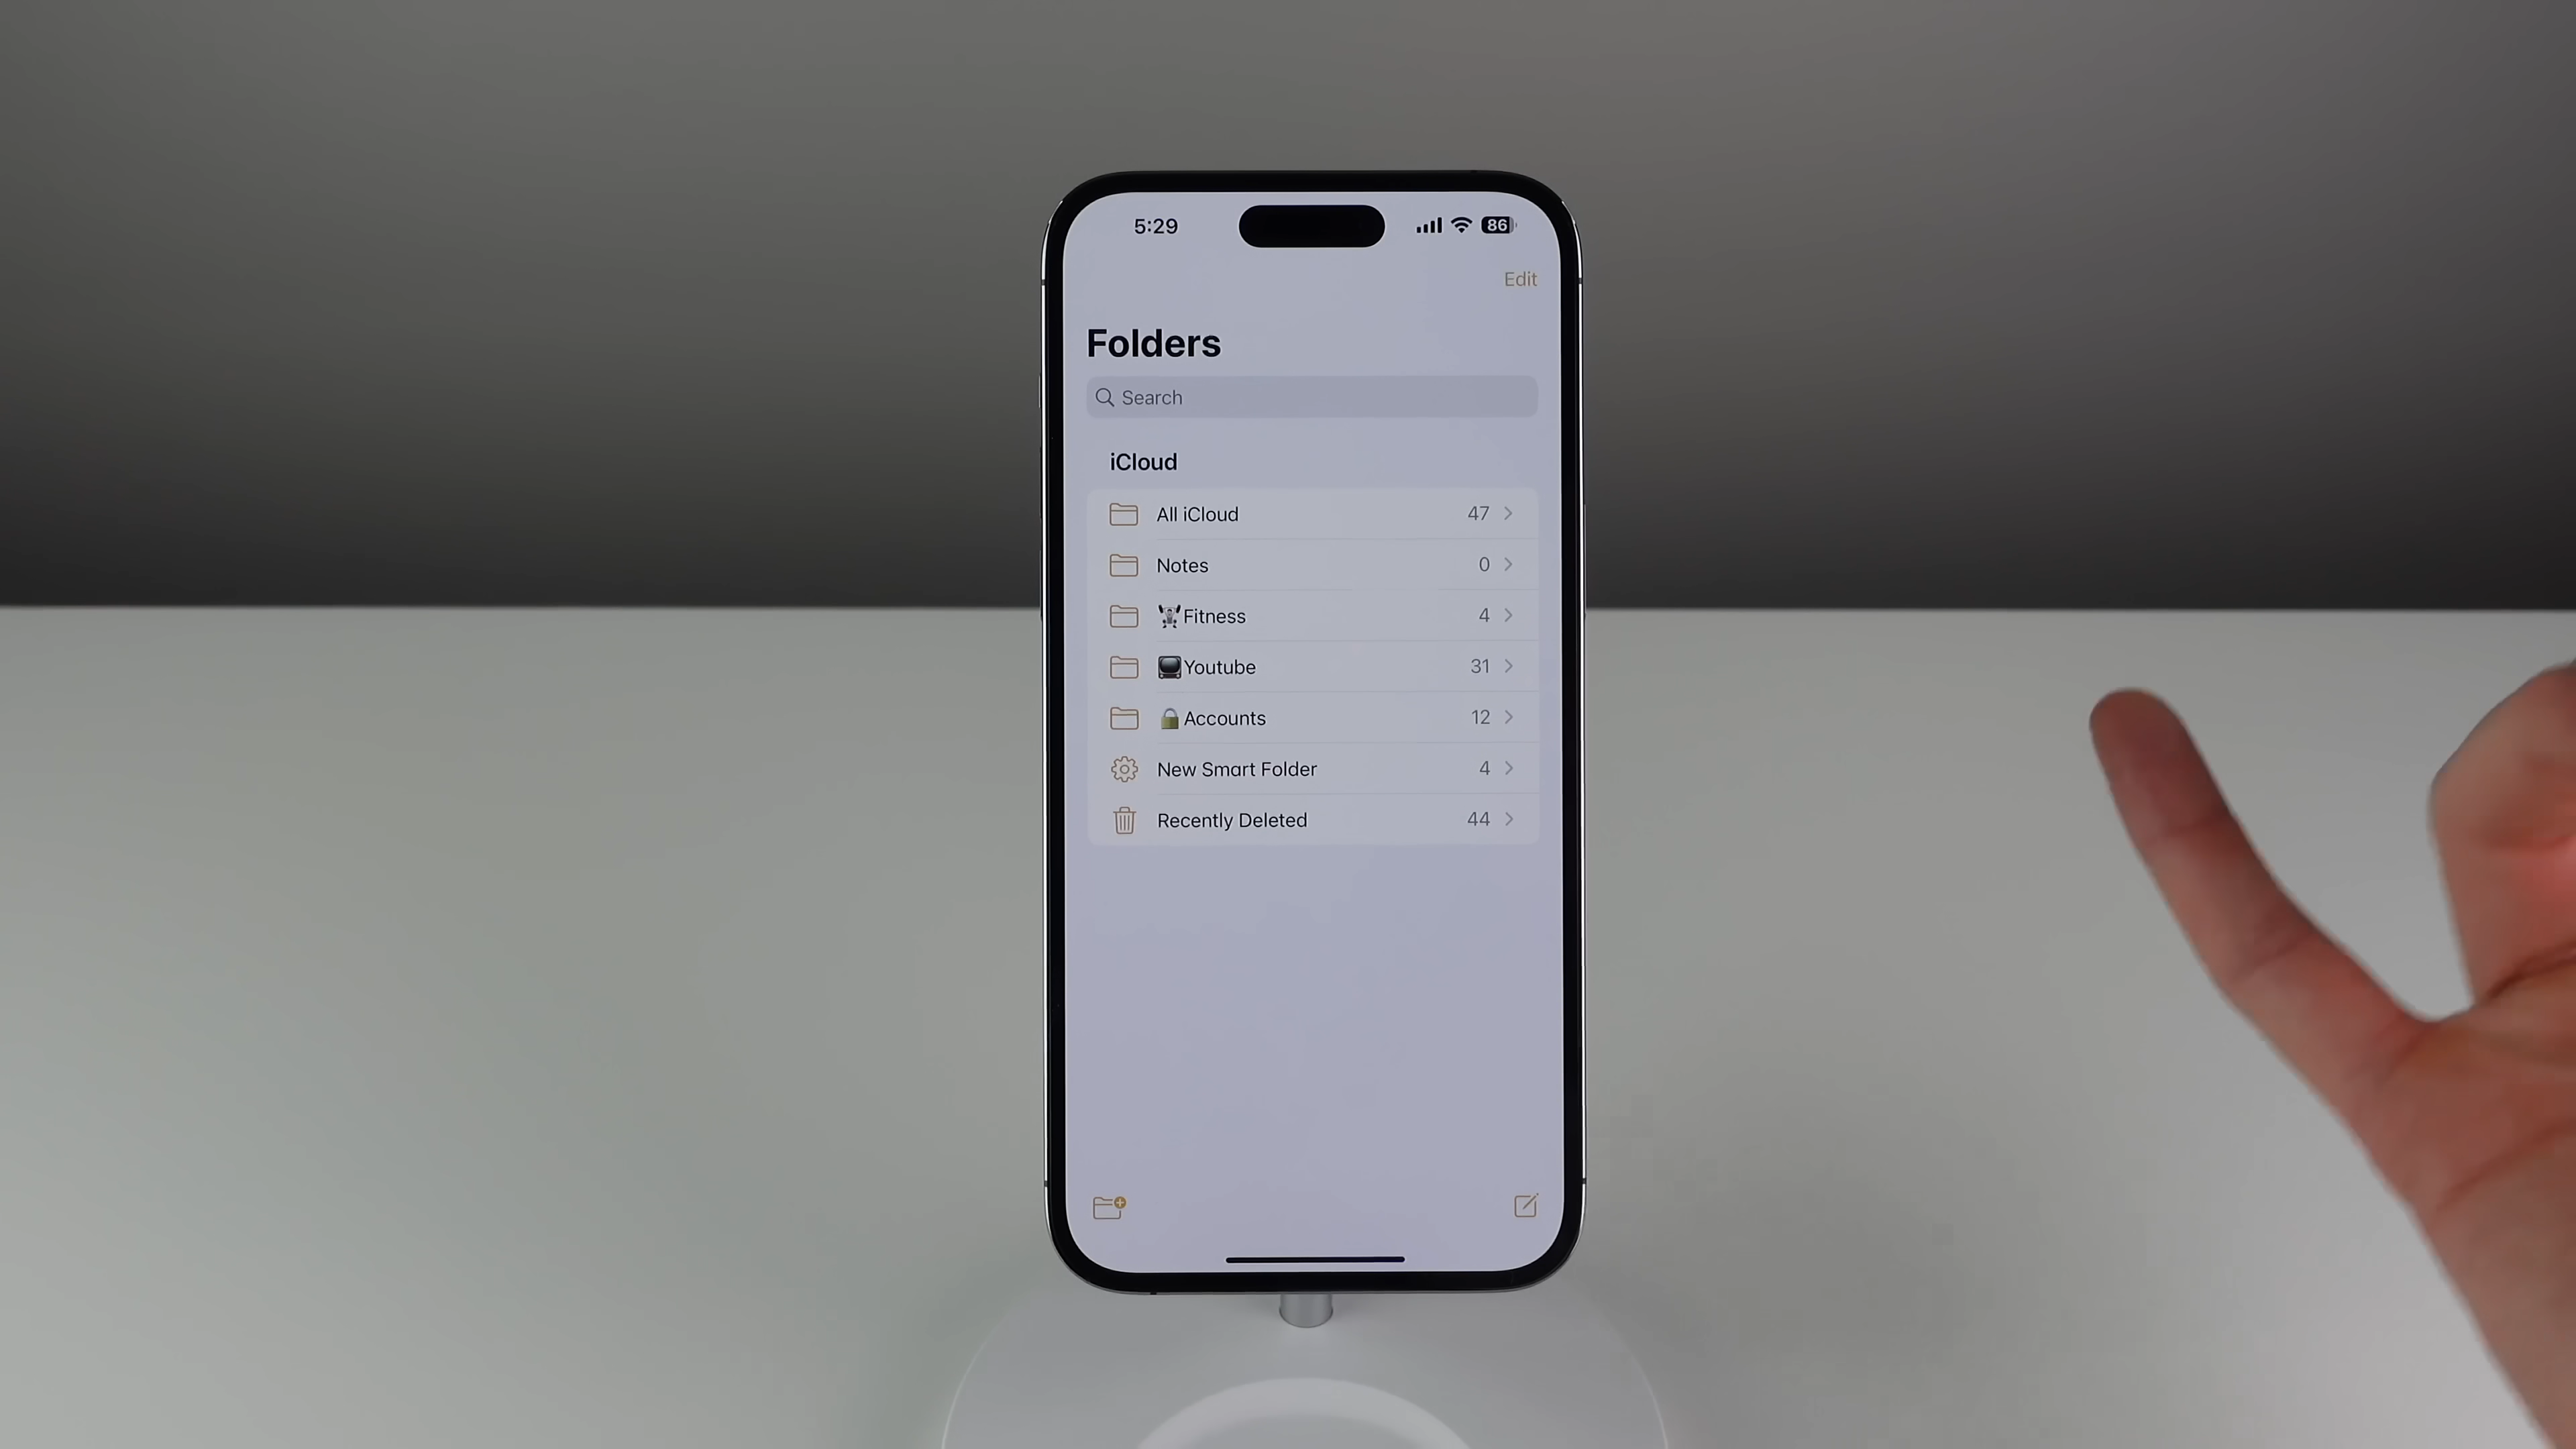 5:29 86
Edit
Folders
Search
iCloud
All iCloud 47
Notes 0
🏋Fitness 4
📺Youtube 31
🔒Accounts 12
New Smart Folder 4
Recently Deleted 44